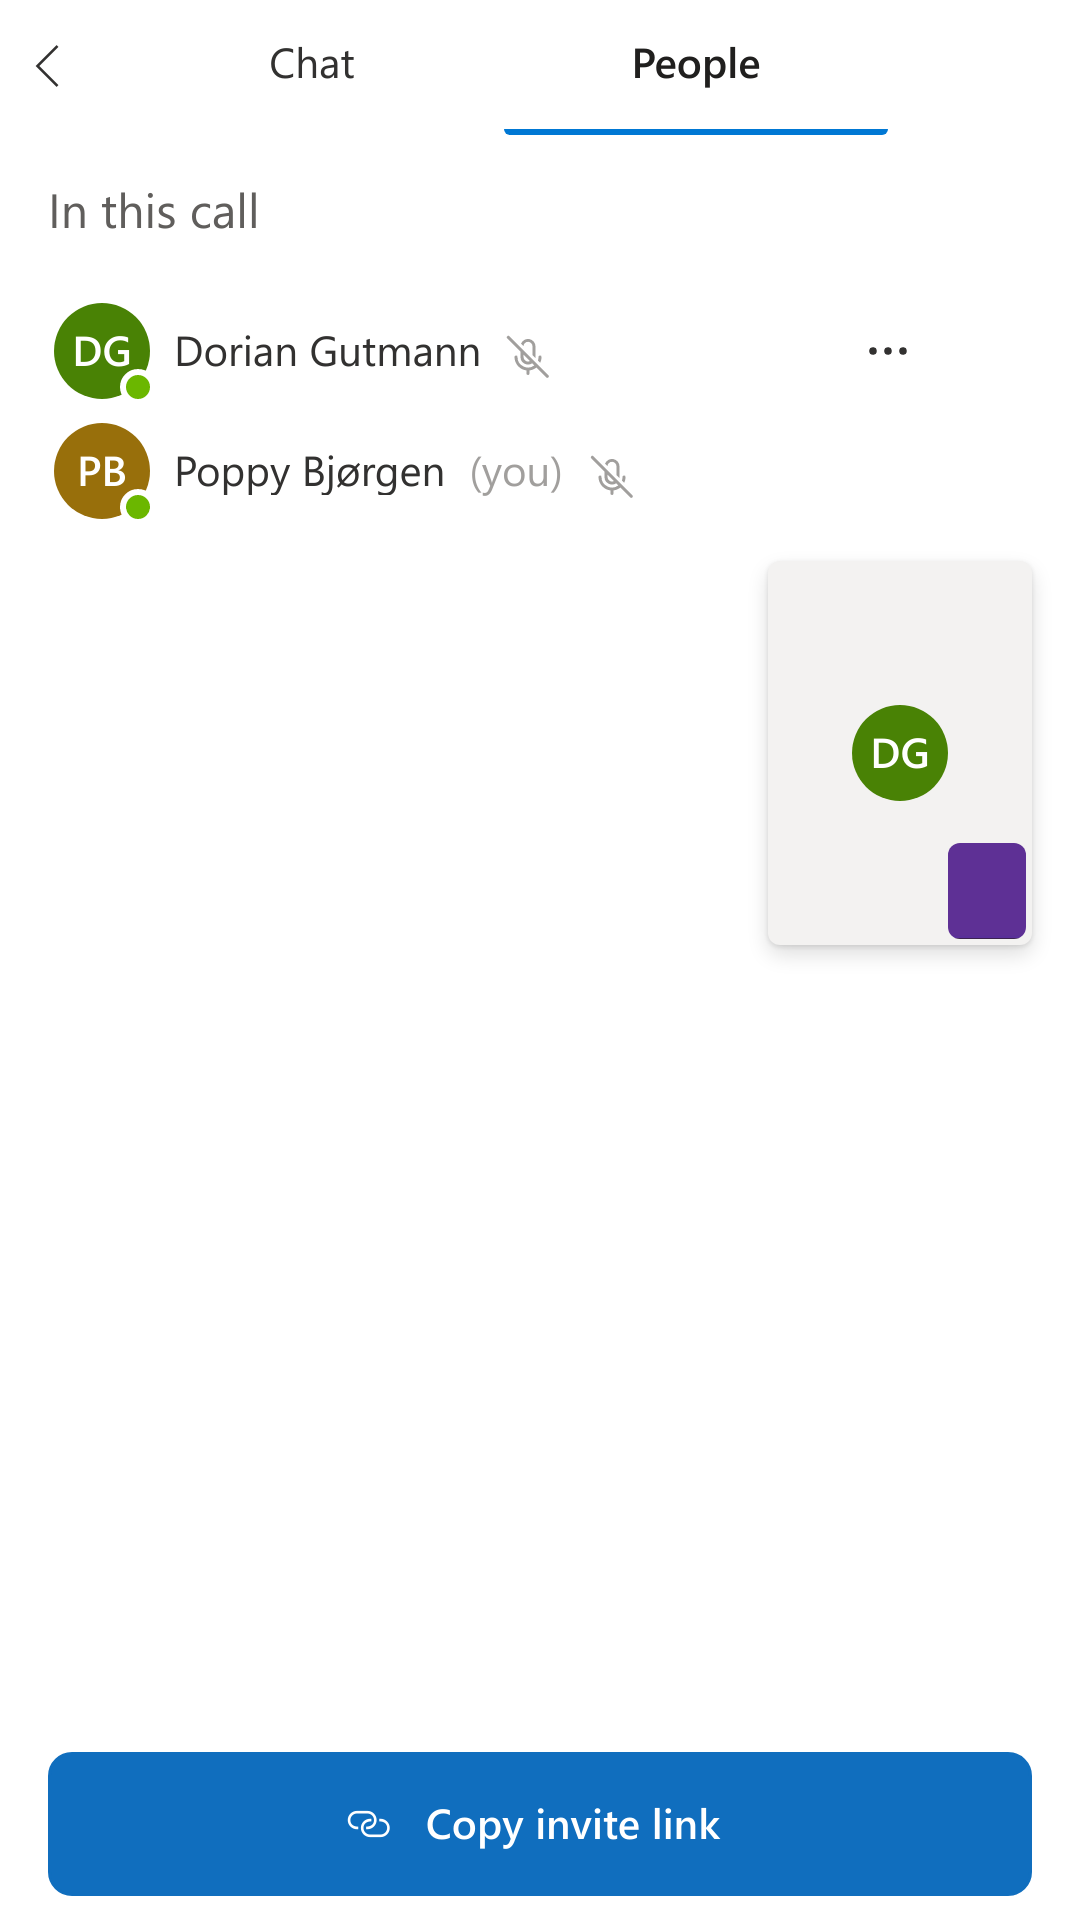 Chat
People
In this call
DG
Dorian Gutmann
PB
Poppy Bjørgen (you)
DG
Copy invite link